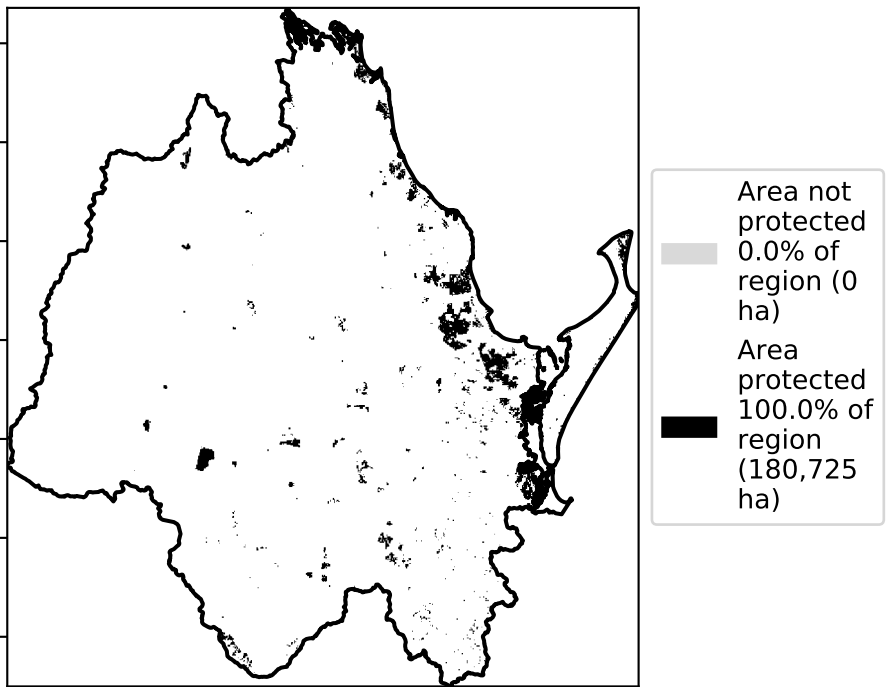 Area not
protected
0.0% of
region (0
ha)
Area
protected
100.0% of
region
(180,725
ha)